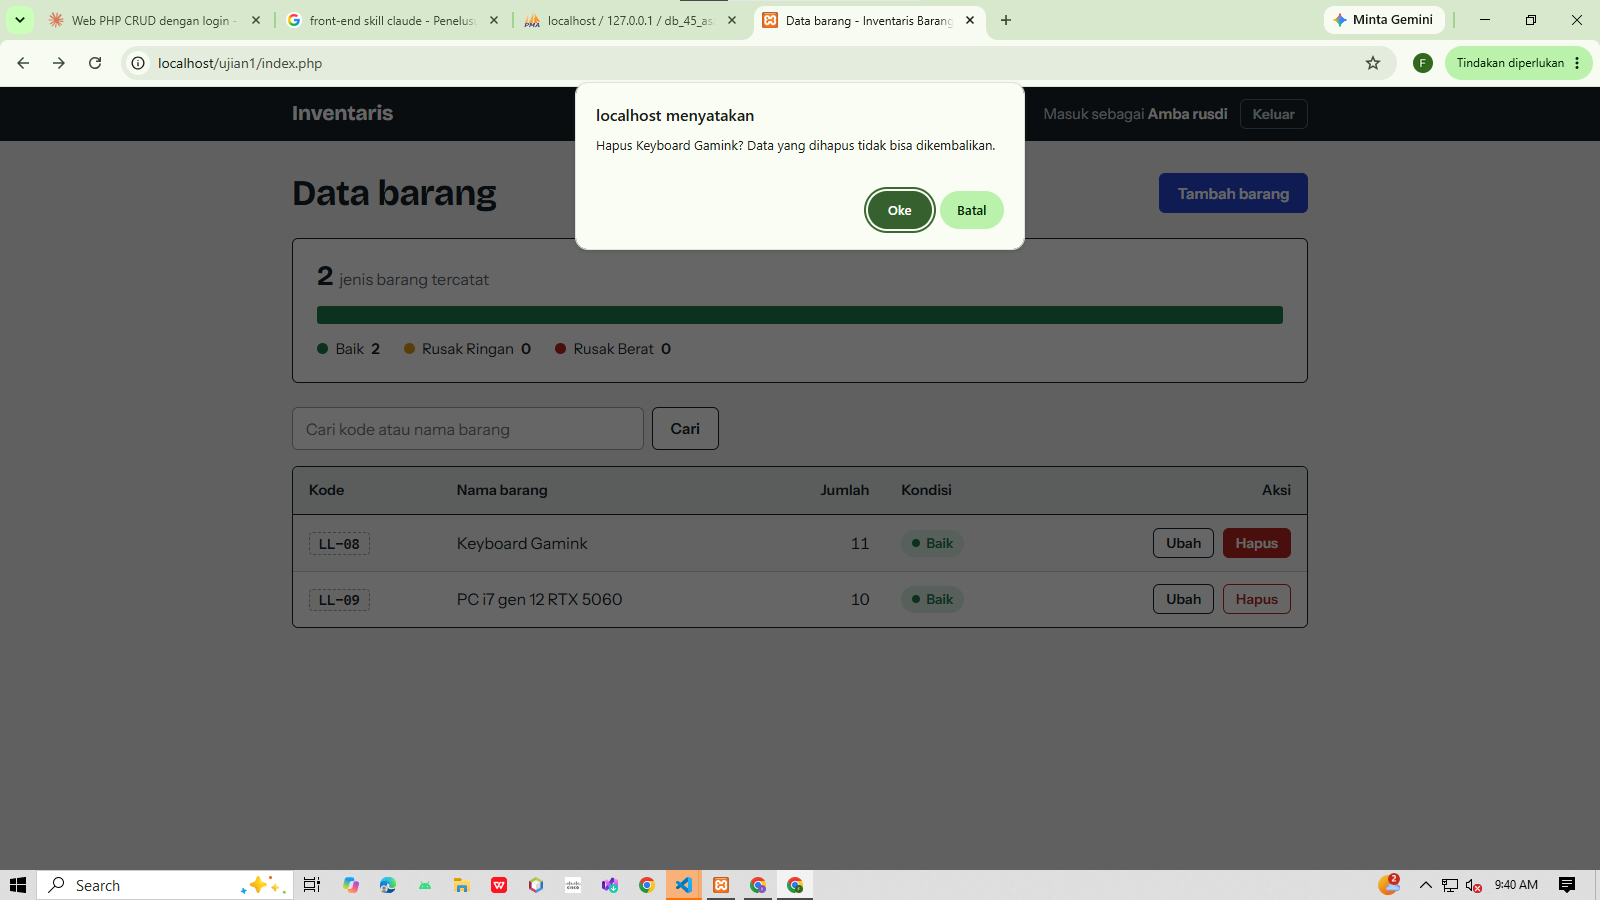 Web PHP CRUD dengan login -
front-end skill claude - Penelusu
localhost / 127.0.0.1 / db_45_as
Data barang - Inventaris Barang
Minta Gemini
localhost/ujian1/index.php
F
Tindakan diperlukan
localhost menyatakan
Hapus Keyboard Gamink? Data yang dihapus tidak bisa dikembalikan.
Oke
Batal
Inventaris
Masuk sebagai Amba rusdi
Keluar
Data barang
Tambah barang
2 jenis barang tercatat
Baik 2
Rusak Ringan 0
Rusak Berat 0
Cari kode atau nama barang
Cari
Kode
Nama barang
Jumlah
Kondisi
Aksi
LL-08
Keyboard Gamink
11
Baik
Ubah
Hapus
LL-09
PC i7 gen 12 RTX 5060
10
Baik
Ubah
Hapus
Search
2
9:40 AM